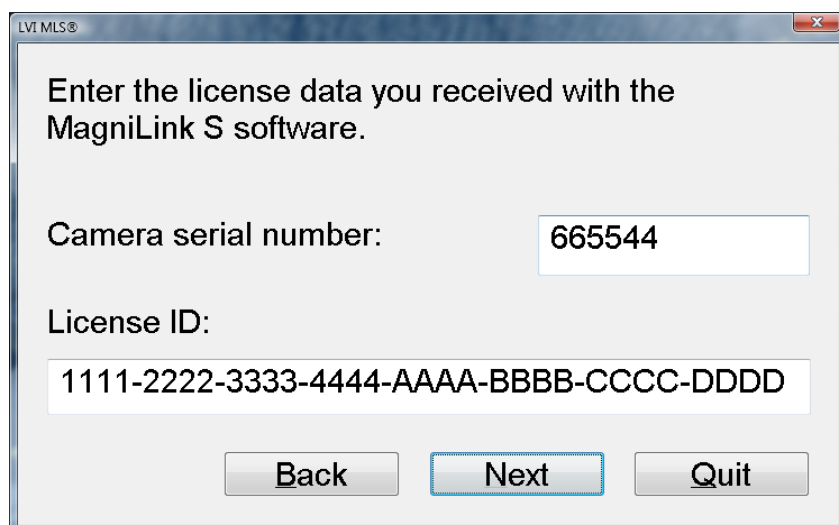 LVI MLS®
Enter the license data you received with the
MagniLink S software.
Camera serial number:
665544
License ID:
1111-2222-3333-4444-AAAA-BBBB-CCCC-DDDD
Back
Next
Quit